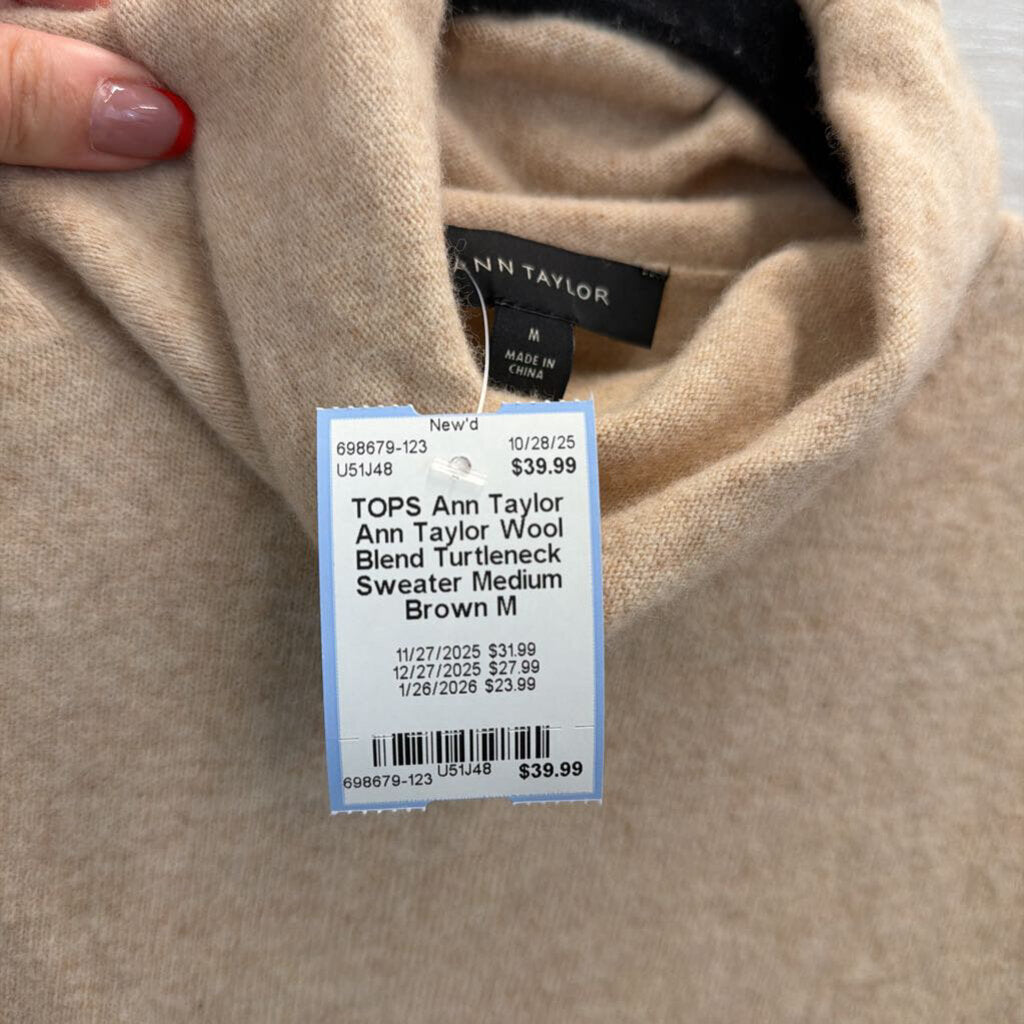 ANN TAYLOR
M
MADE IN
CHINA
New'd
698679-123 10/28/25
U51J48 $39.99
TOPS Ann Taylor
Ann Taylor Wool
Blend Turtleneck
Sweater Medium
Brown M
11/27/2025 $31.99
12/27/2025 $27.99
1/26/2026 $23.99
698679-123 U51J48 $39.99